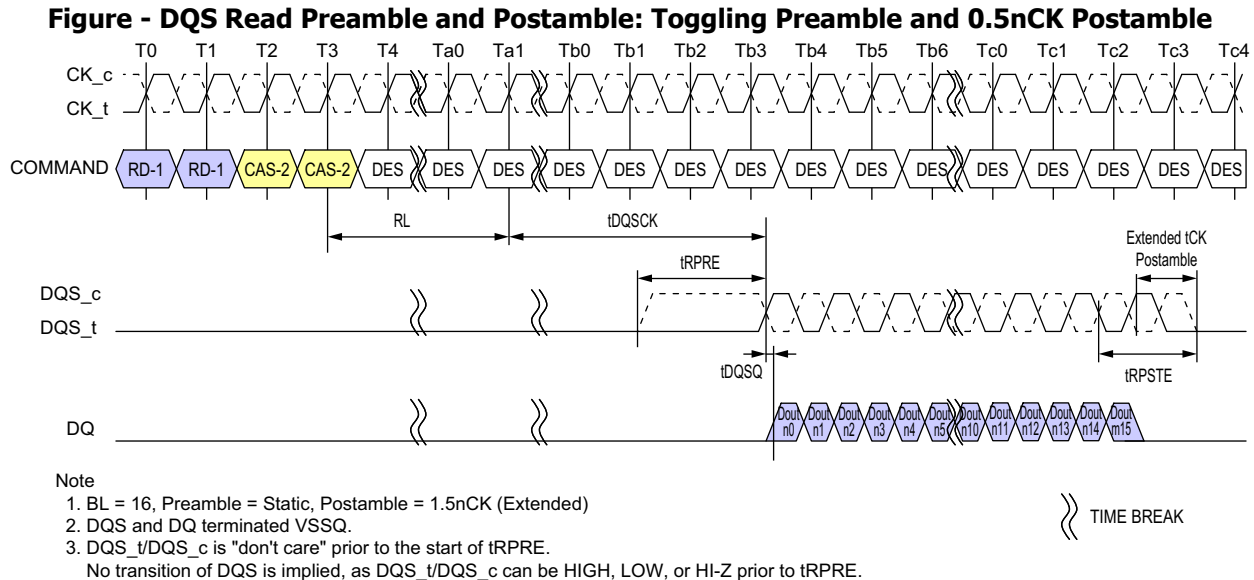 Figure - DQS Read Preamble and Postamble: Toggling Preamble and 0.5nCK Postamble
T0 T1 T2 T3 T4 Ta0 Ta1 Tb0 Tb1 Tb2 Tb3 Tb4 Tb5 Tb6 Tc0 Tc1 Tc2 Tc3 Tc4
CK_c
CK_t
COMMAND RD-1 RD-1 CAS-2 CAS-2 DES DES DES DES DES DES DES DES DES DES DES DES DES DES DES
RL tDQSCK
Extended tCK
Postamble
tRPRE
DQS_c
DQS_t
tDQSQ
tRPSTE
DQ
Dout Dout Dout Dout Dout Dout Dout Dout Dout Dout Dout Dout
n0 n1 n2 n3 n4 n5 n10 n11 n12 n13 n14 m15
Note
1. BL = 16, Preamble = Static, Postamble = 1.5nCK (Extended)
2. DQS and DQ terminated VSSQ.
3. DQS_t/DQS_c is "don't care" prior to the start of tRPRE.
No transition of DQS is implied, as DQS_t/DQS_c can be HIGH, LOW, or HI-Z prior to tRPRE.
TIME BREAK